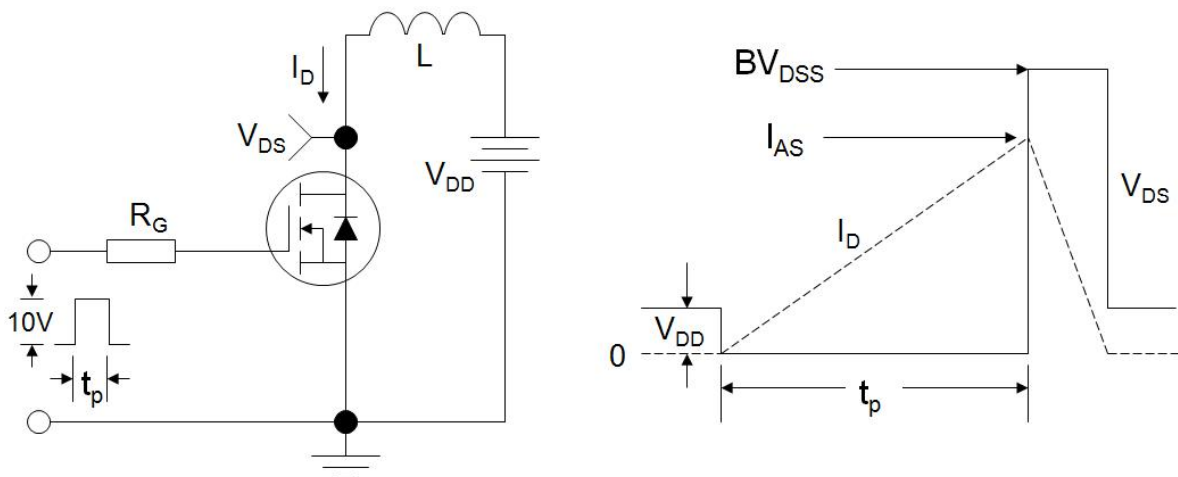 L
I_D
V_DS
V_DD
R_G
10V
t_p
BV_DSS
I_AS
V_DS
I_D
V_DD
0
t_p